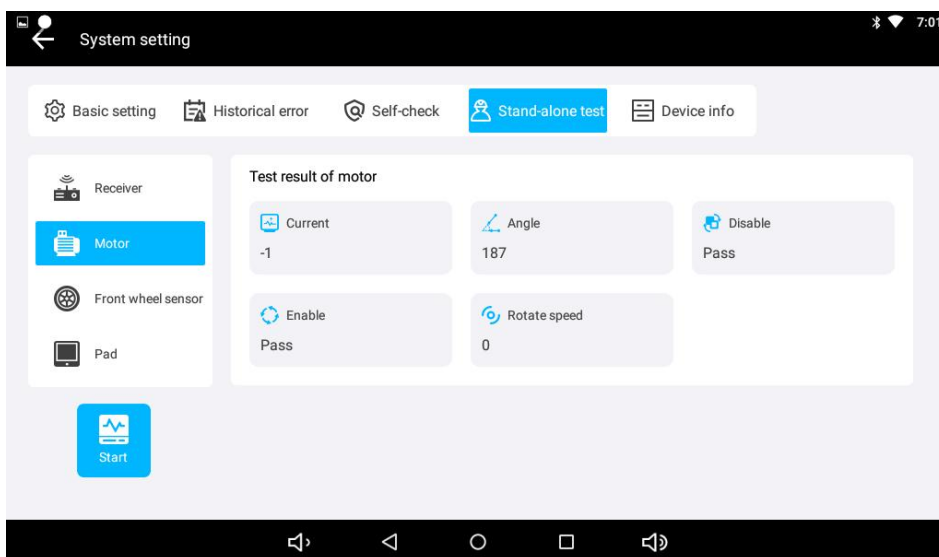 7:01
System setting
Basic setting
Historical error
Self-check
Stand-alone test
Device info
Receiver
Motor
Front wheel sensor
Pad
Start
Test result of motor
Current
-1
Angle
187
Disable
Pass
Enable
Pass
Rotate speed
0